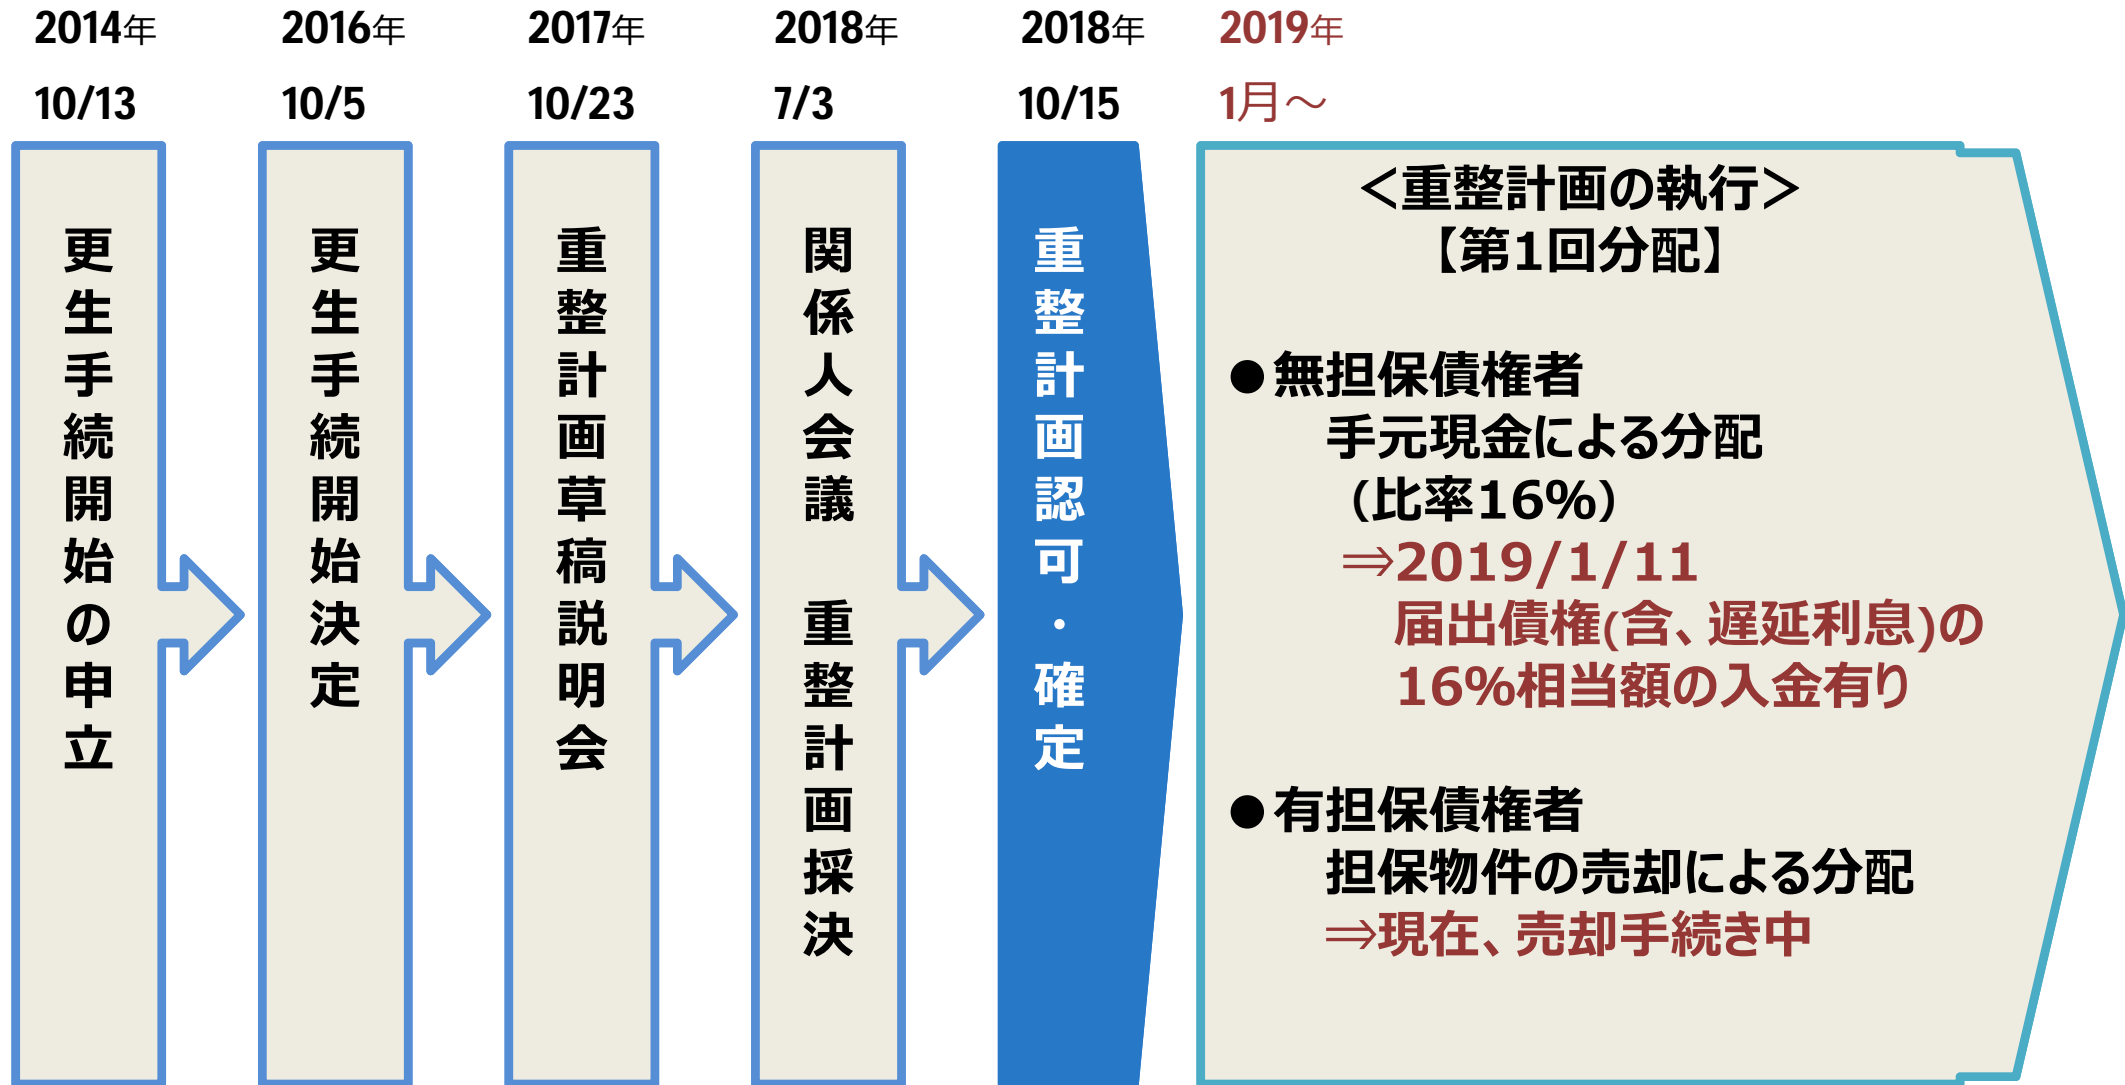 2014年
10/13
更生手続開始の申立
2016年
10/5
更生手続開始決定
2017年
10/23
重整計画草稿説明会
2018年
7/3
関係人会議　重整計画採決
2018年
10/15
重整計画認可・確定
2019年
1月～
＜重整計画の執行＞
【第1回分配】
●無担保債権者
手元現金による分配
（比率16%）
⇒2019/1/11
届出債権(含、遅延利息)の
16%相当額の入金有り
●有担保債権者
担保物件の売却による分配
⇒現在、売却手続き中